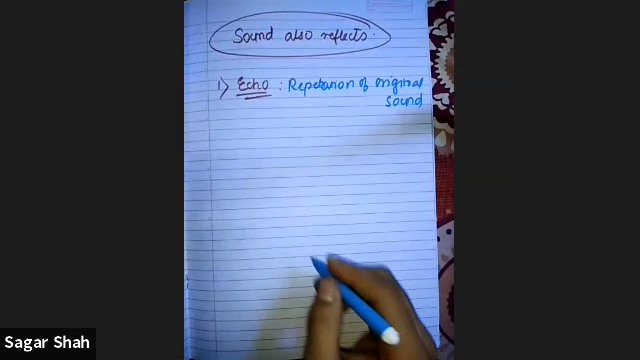 Sound also reflects.
1) Echo : Repetation of original
sound
Sagar Shah